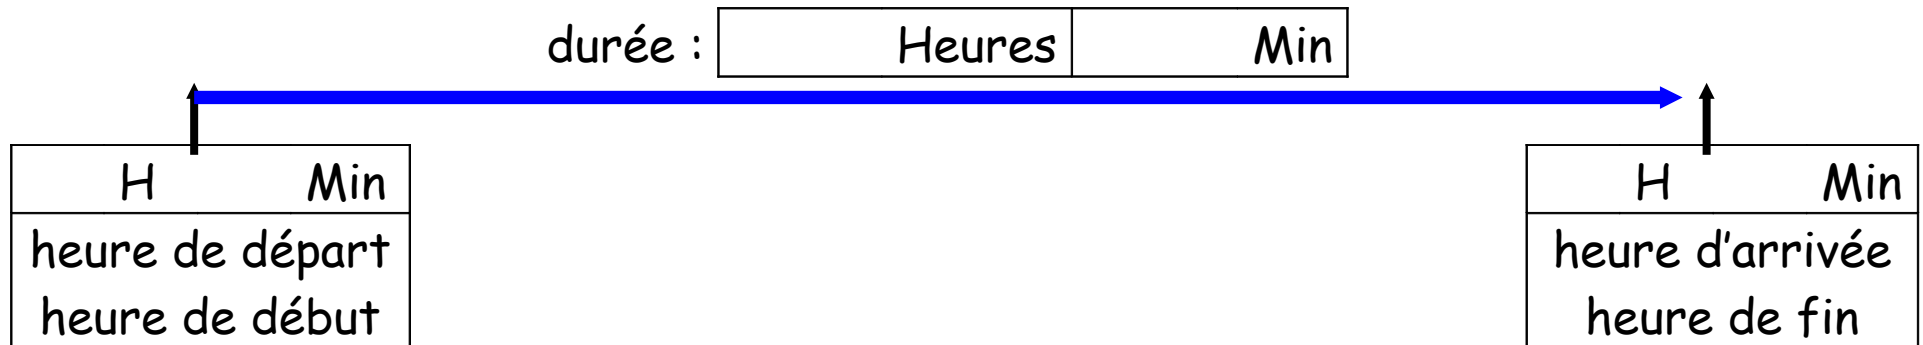 durée : Heures Min
H Min
heure de départ
heure de début
H Min
heure d'arrivée
heure de fin